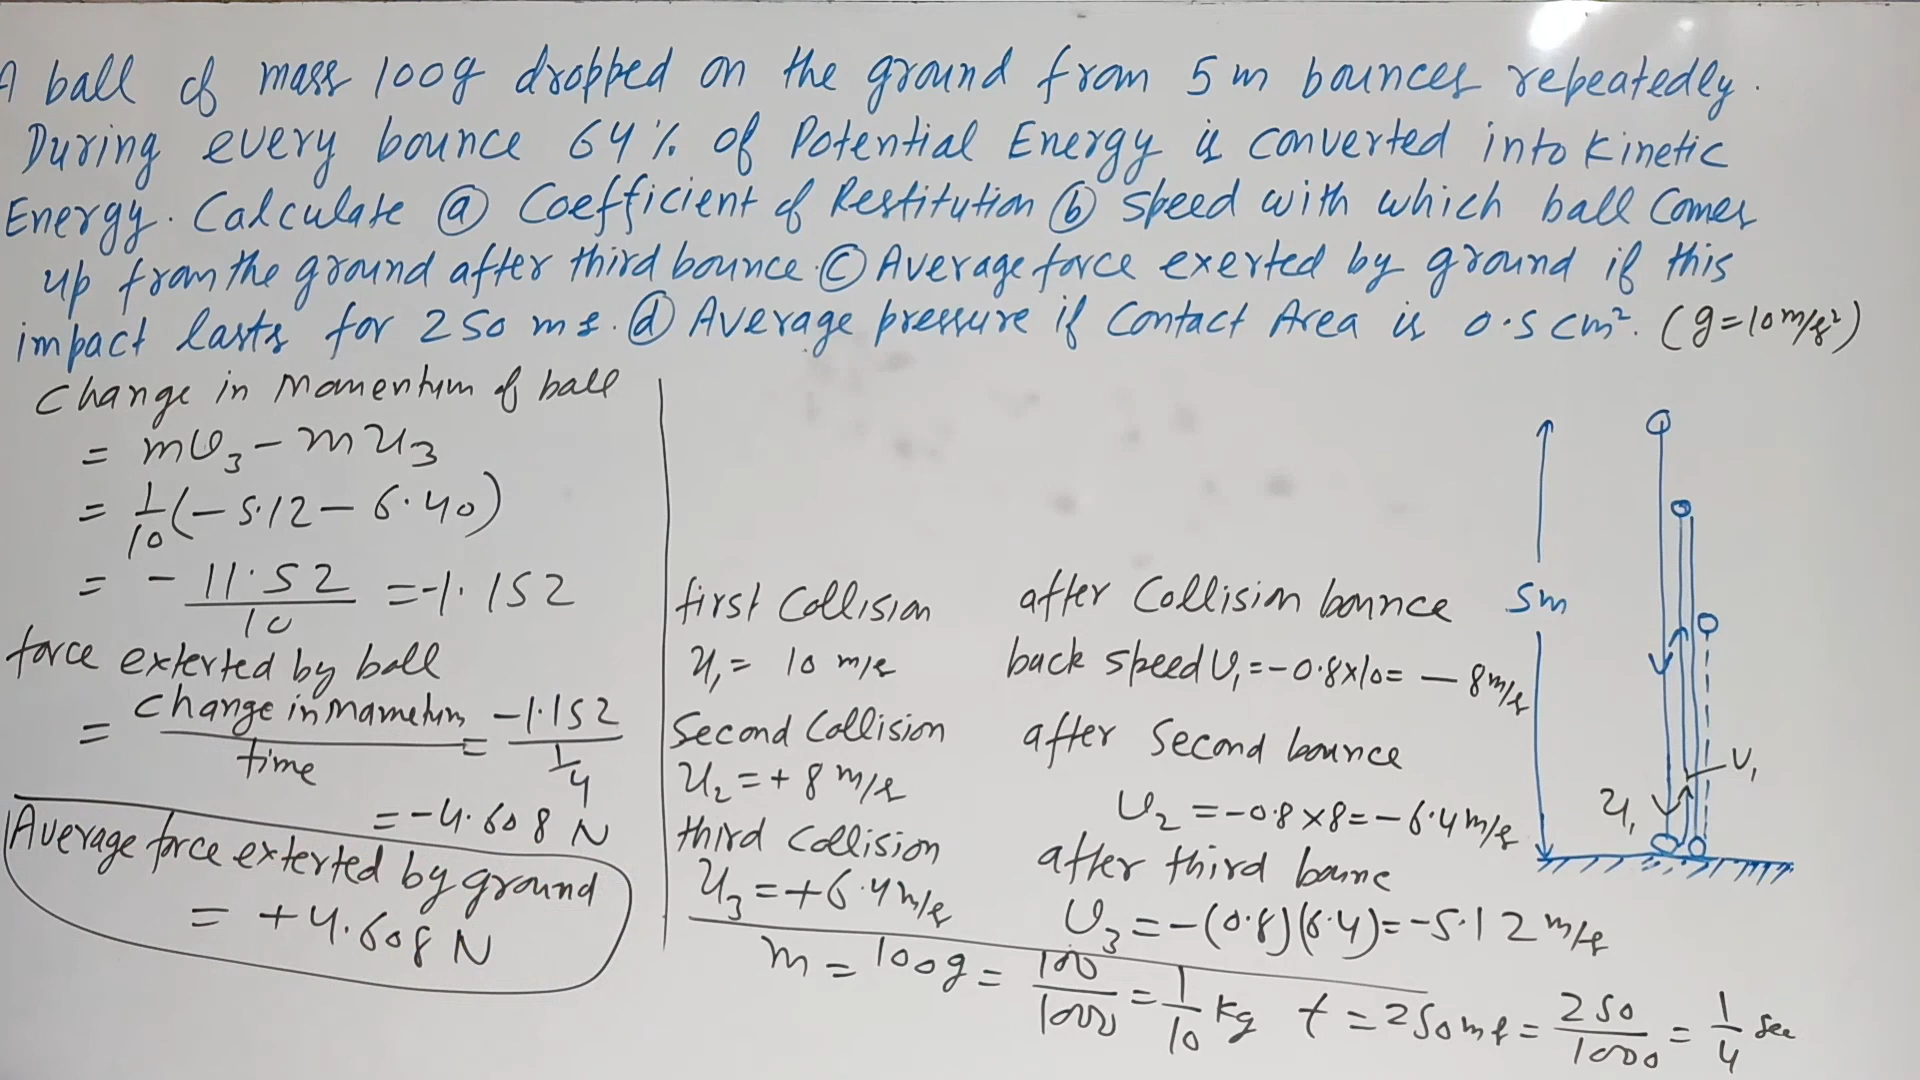 A ball of mass 100g dropped on the ground from 5 m bounces repeatedly.
During every bounce 64% of Potential Energy is converted into Kinetic
Energy. Calculate ⓐ Coefficient of Restitution ⓑ speed with which ball Comes
up from the ground after third bounce. ⓒ Average force exerted by ground if this
impact lasts for 250 ms. ⓓ Average pressure if Contact Area is 0.5 cm². (g=10m/s²)
Change in Momentum of ball
= mv₃ - mu₃
= 1/10 (-5.12 - 6.40)
= - 11.52/10 = -1.152
force exterted by ball
= Change in mametum/time = -1.152/(1/4)
= -4.608 N
Average force exterted by ground
= +4.608 N
first Collision
u₁ = 10 m/s
Second Collision
u₂ = +8 m/s
third Collision
u₃ = +6.4 m/s
after Collision bounce
back speed v₁ = -0.8×10 = -8 m/s
after Second bounce
v₂ = -0.8×8 = -6.4 m/s
after third bounc
v₃ = -(0.8)(6.4) = -5.12 m/s
m = 100g = 100/1000 = 1/10 kg t = 250ms = 250/1000 = 1/4 sec
5m
u₁
v₁